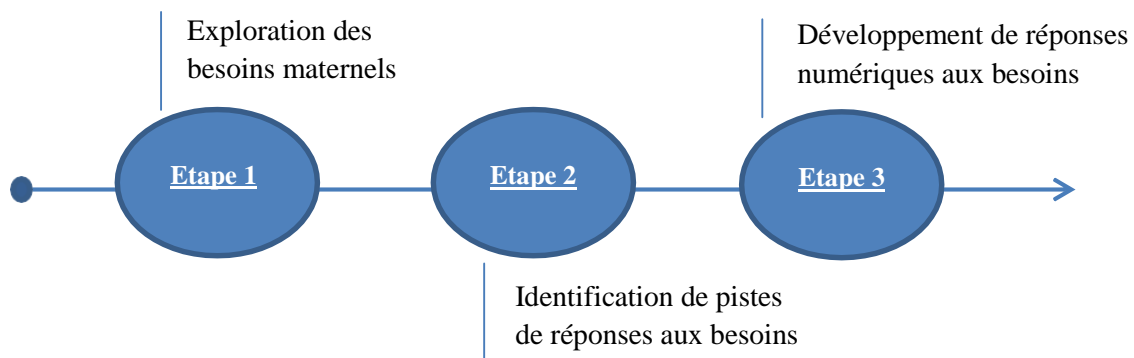 Exploration des
besoins maternels
Développement de réponses
numériques aux besoins
Etape 1
Etape 2
Etape 3
Identification de pistes
de réponses aux besoins